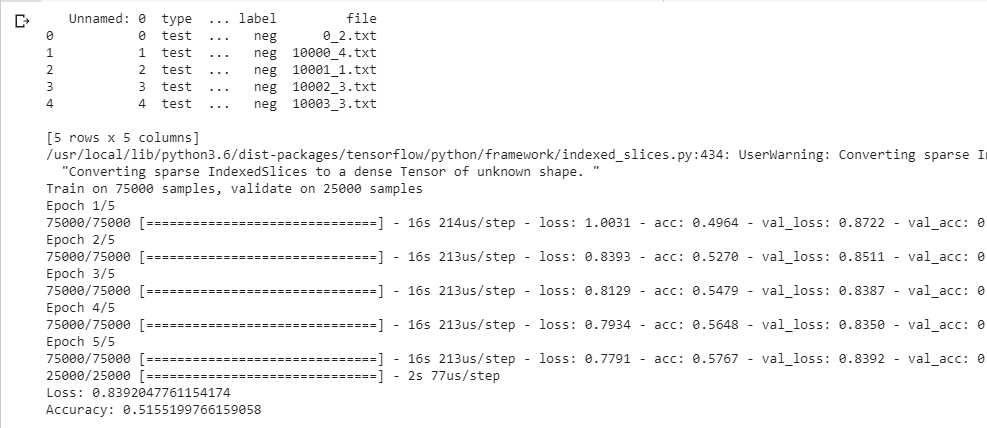 Unnamed: 0  type  ... label         file
0           0  test  ...   neg      0_2.txt
1           1  test  ...   neg  10000_4.txt
2           2  test  ...   neg  10001_1.txt
3           3  test  ...   neg  10002_3.txt
4           4  test  ...   neg  10003_3.txt
[5 rows x 5 columns]
/usr/local/lib/python3.6/dist-packages/tensorflow/python/framework/indexed_slices.py:434: UserWarning: Converting sparse
"Converting sparse IndexedSlices to a dense Tensor of unknown shape. "
Train on 75000 samples, validate on 25000 samples
Epoch 1/5
75000/75000 [==============================] - 16s 214us/step - loss: 1.0031 - acc: 0.4964 - val_loss: 0.8722 - val_acc: 0
Epoch 2/5
75000/75000 [==============================] - 16s 213us/step - loss: 0.8393 - acc: 0.5270 - val_loss: 0.8511 - val_acc: 0
Epoch 3/5
75000/75000 [==============================] - 16s 213us/step - loss: 0.8129 - acc: 0.5479 - val_loss: 0.8387 - val_acc: 0
Epoch 4/5
75000/75000 [==============================] - 16s 213us/step - loss: 0.7934 - acc: 0.5648 - val_loss: 0.8350 - val_acc: 0
Epoch 5/5
75000/75000 [==============================] - 16s 213us/step - loss: 0.7791 - acc: 0.5767 - val_loss: 0.8392 - val_acc: 0
25000/25000 [==============================] - 2s 77us/step
Loss: 0.8392047761154174
Accuracy: 0.5155199766159058